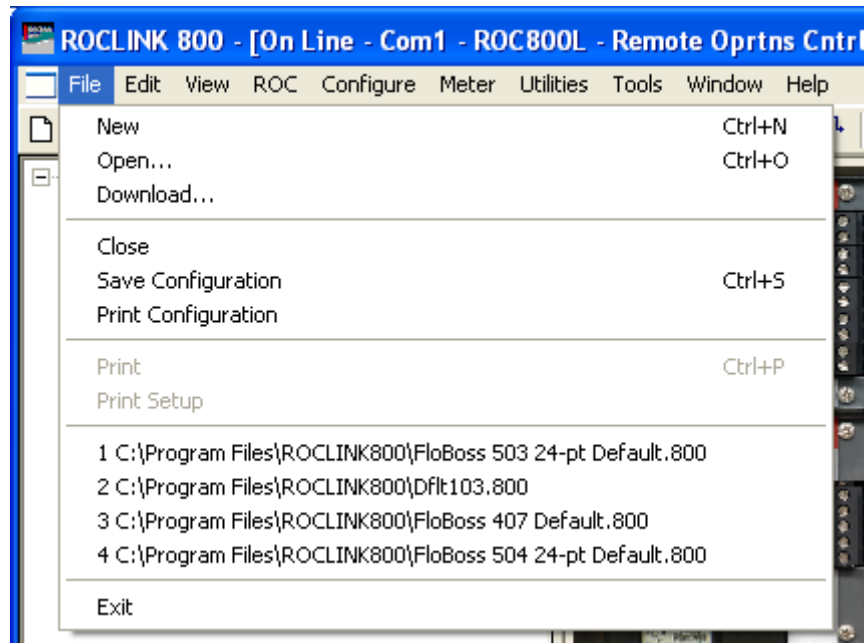 ROCLINK 800 - [On Line - Com1 - ROC800L - Remote Oprtns Cntrl
File Edit View ROC Configure Meter Utilities Tools Window Help
New Ctrl+N
Open... Ctrl+O
Download...
Close
Save Configuration Ctrl+S
Print Configuration
Print Ctrl+P
Print Setup
1 C:\Program Files\ROCLINK800\FloBoss 503 24-pt Default.800
2 C:\Program Files\ROCLINK800\Dflt103.800
3 C:\Program Files\ROCLINK800\FloBoss 407 Default.800
4 C:\Program Files\ROCLINK800\FloBoss 504 24-pt Default.800
Exit